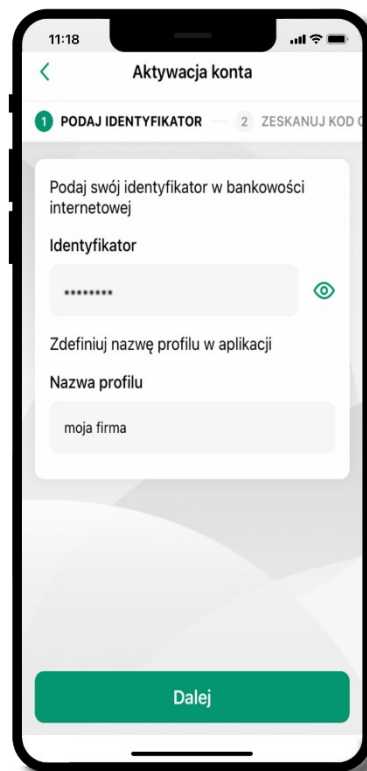 11:18
Aktywacja konta
1 PODAJ IDENTYFIKATOR 2 ZESKANUJ KOD
Podaj swój identyfikator w bankowości
internetowej
Identyfikator
••••••••
Zdefiniuj nazwę profilu w aplikacji
Nazwa profilu
moja firma
Dalej